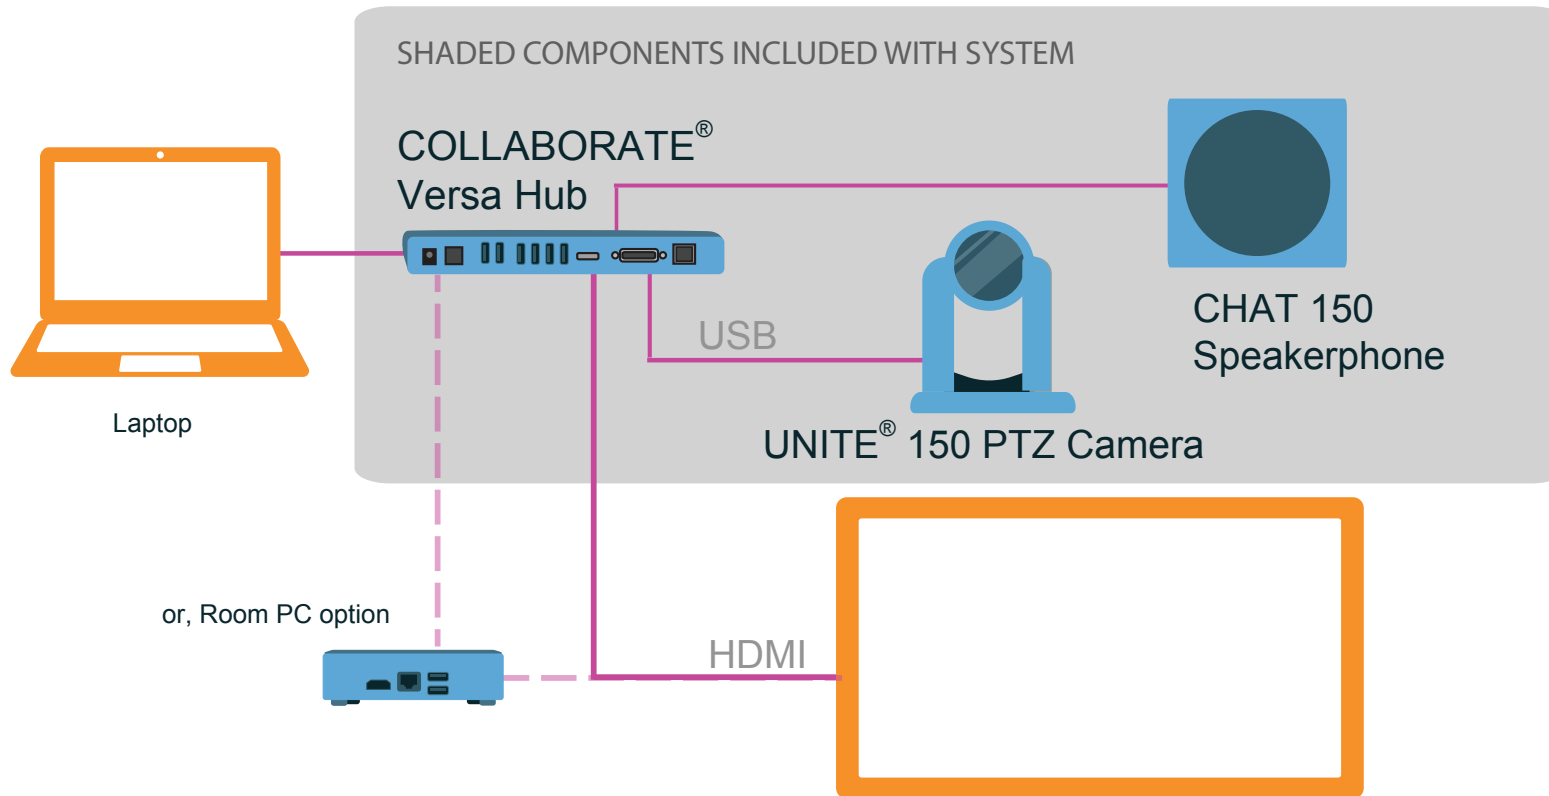 SHADED COMPONENTS INCLUDED WITH SYSTEM
COLLABORATE®
Versa Hub
USB
CHAT 150
Speakerphone
Laptop
UNITE® 150 PTZ Camera
or, Room PC option
HDMI